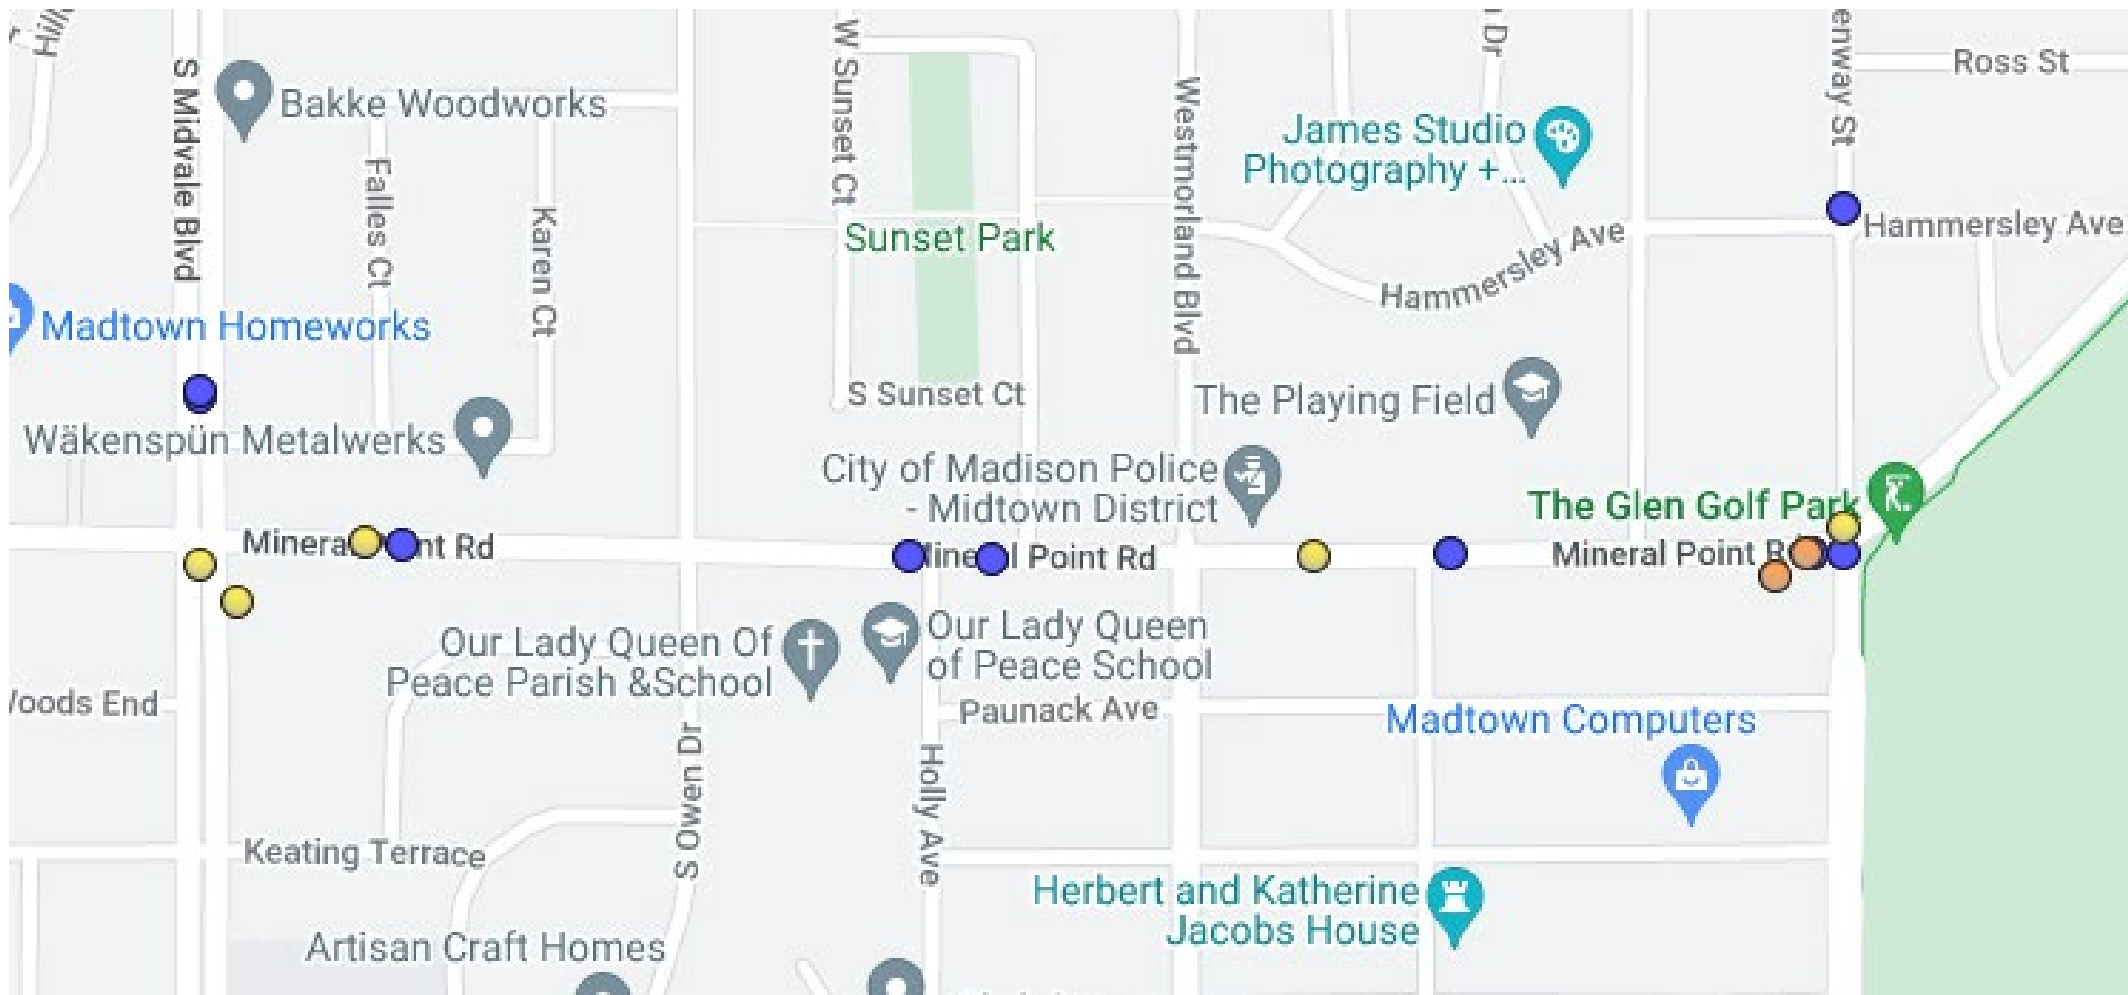 S Midvale Blvd
Bakke Woodworks
Falles Ct
Karen Ct
W Sunset Ct
Sunset Park
S Sunset Ct
Westmorland Blvd
James Studio
Photography +...
Dr
Ross St
Hammersley Ave
Hammersley Ave
Madtown Homeworks
Wäkenspün Metalwerks
The Playing Field
City of Madison Police
- Midtown District
The Glen Golf Park
Rd
Point Rd
Mineral Point
Our Lady Queen Of
Peace Parish &School
Our Lady Queen
of Peace School
End
Paunack Ave
Madtown Computers
S Owen Dr
Holly Ave
Keating Terrace
Herbert and Katherine
Jacobs House
Artisan Craft Homes